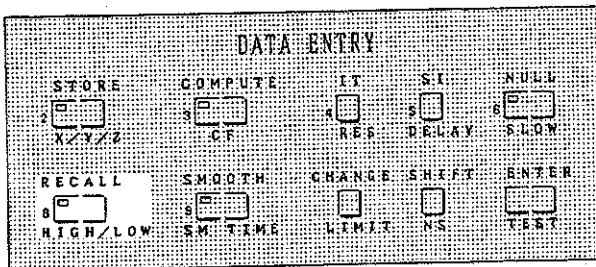 DATA ENTRY
STORE COMPUTE IT SI NULL
2 3 4 5 6
X/Y/Z CF RES DELAY SLOW
RECALL SMOOTH CHANGE SHIFT ENTER
8 9
HIGH/LOW SM TIME LIMIT NS TEST